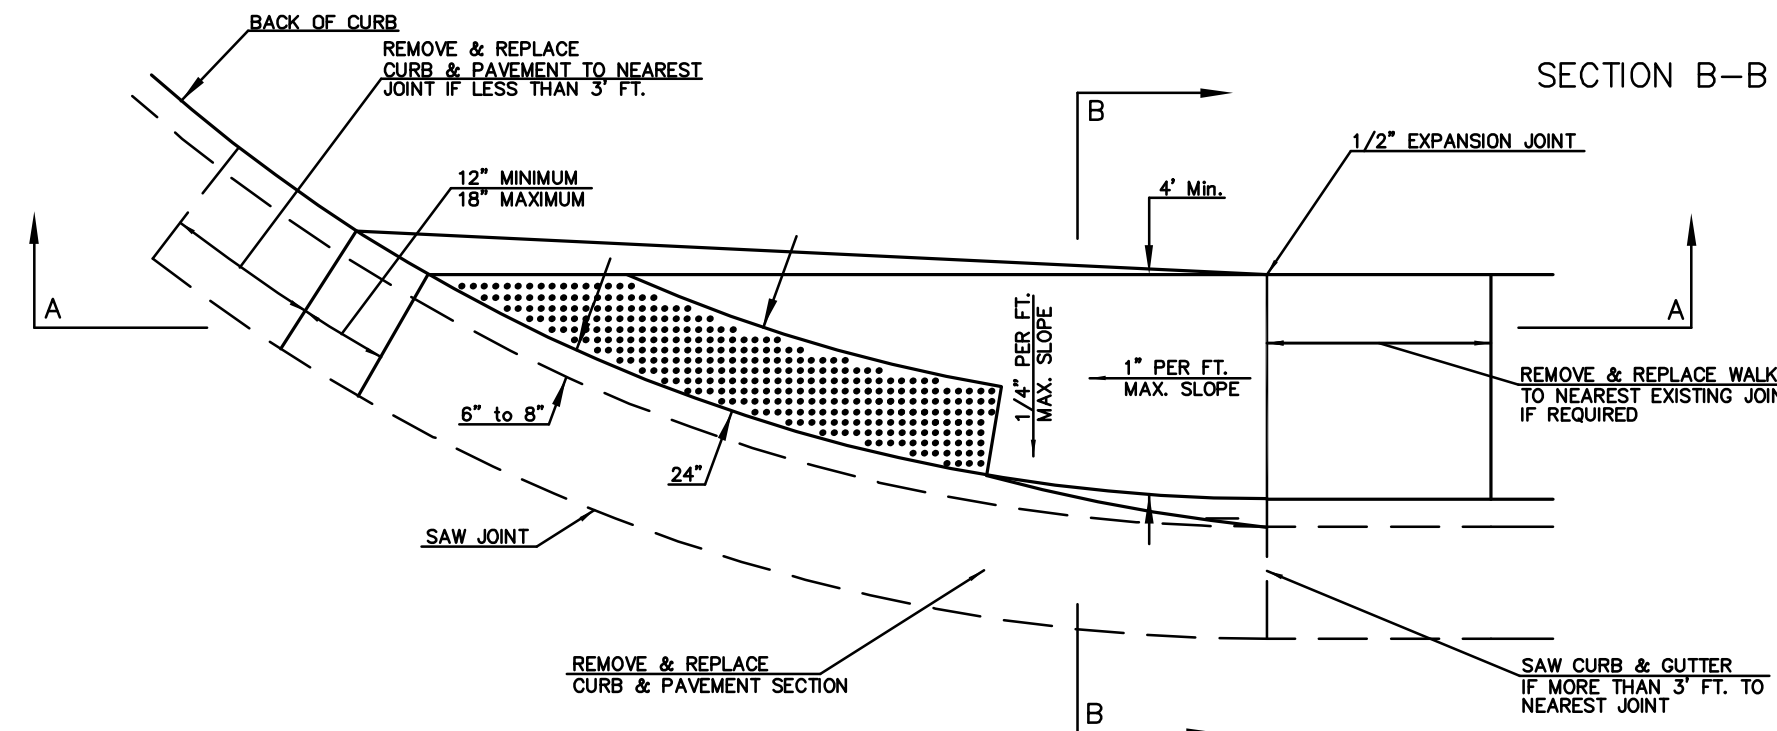 BACK OF CURB
REMOVE & REPLACE
CURB & PAVEMENT TO NEAREST
JOINT IF LESS THAN 3' FT.
SECTION B-B
B
1/2" EXPANSION JOINT
12" MINIMUM
18" MAXIMUM
4' Min.
A
A
1/4" PER FT.
MAX. SLOPE
1" PER FT.
MAX. SLOPE
REMOVE & REPLACE WALK
TO NEAREST EXISTING JOIN
IF REQUIRED
6" to 8"
24"
SAW JOINT
REMOVE & REPLACE
CURB & PAVEMENT SECTION
SAW CURB & GUTTER
IF MORE THAN 3' FT. TO
NEAREST JOINT
B